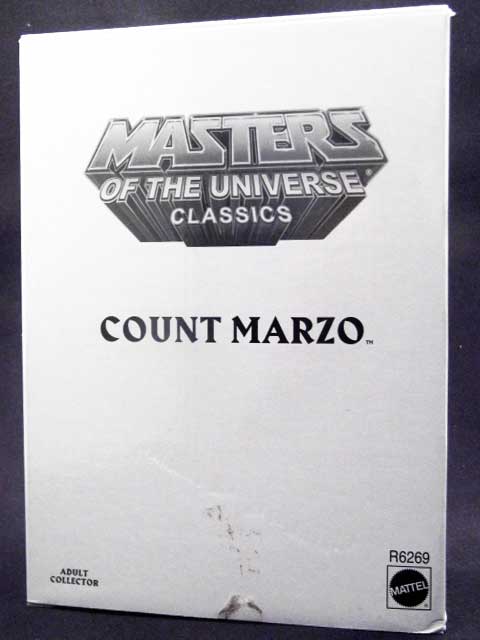 MASTERS
OF THE UNIVERSE®
CLASSICS
COUNT MARZO™
ADULT
COLLECTOR
R6269
MATTEL